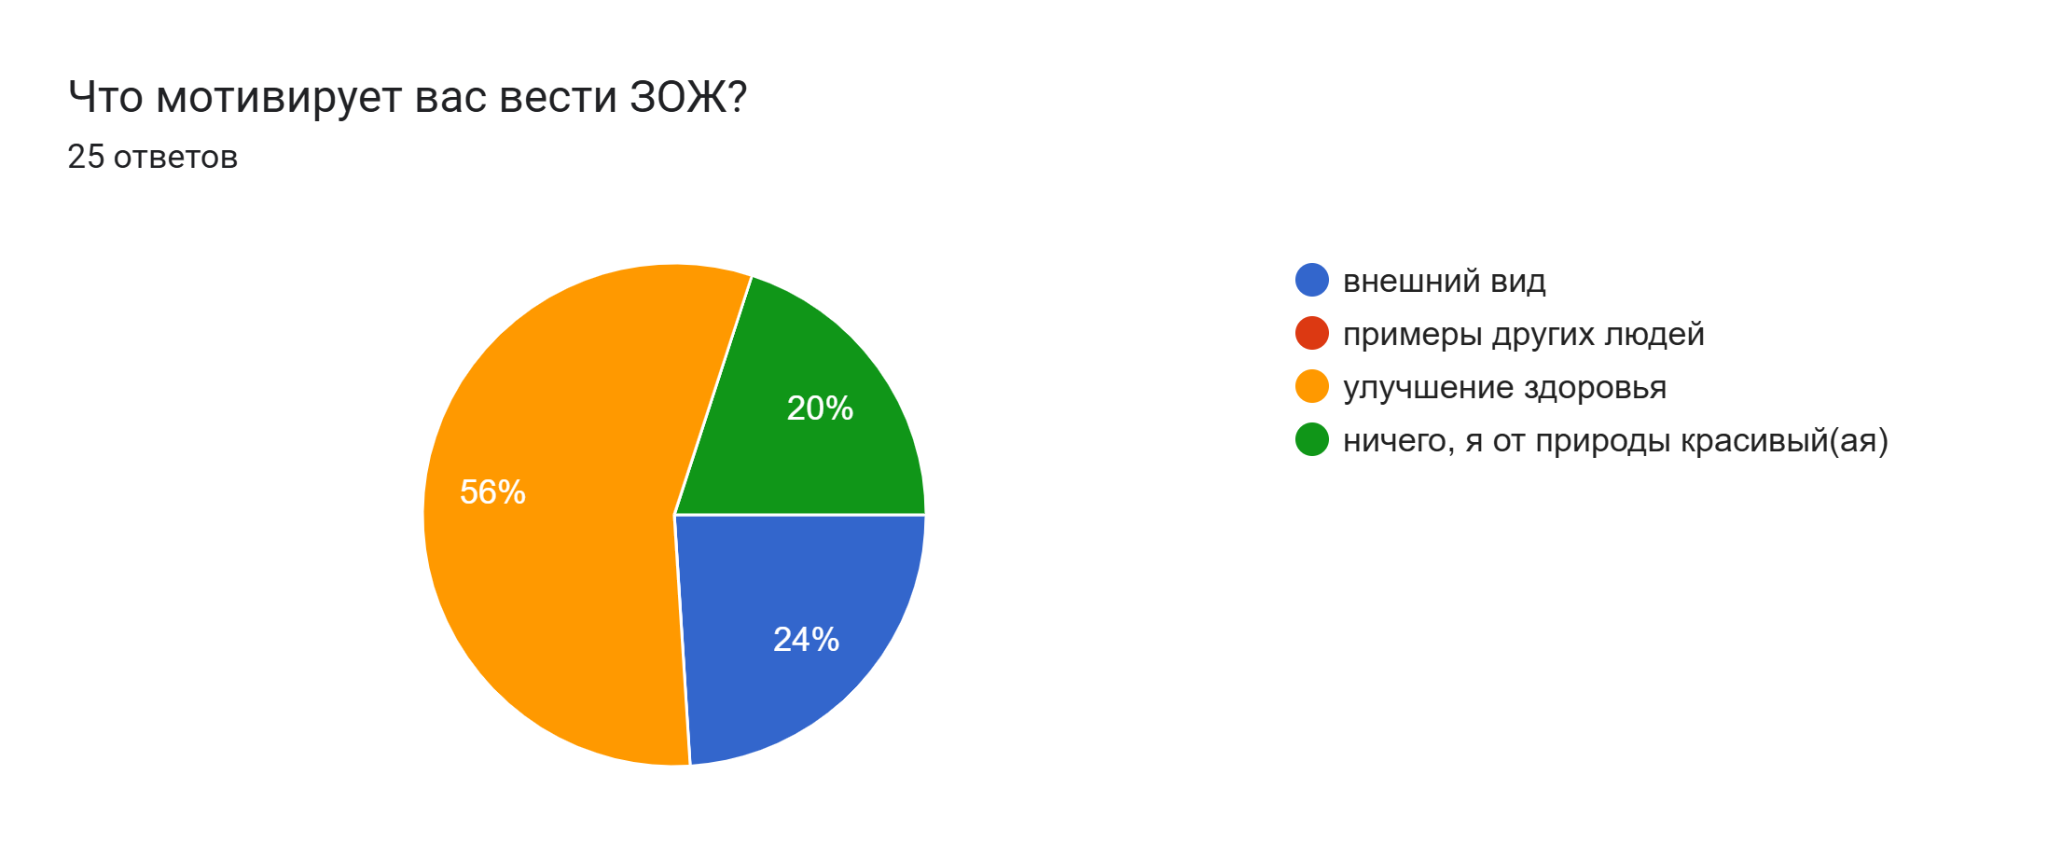 Что мотивирует вас вести ЗОЖ?
25 ответов
внешний вид
примеры других людей
улучшение здоровья
ничего, я от природы красивый(ая)
20%
56%
24%